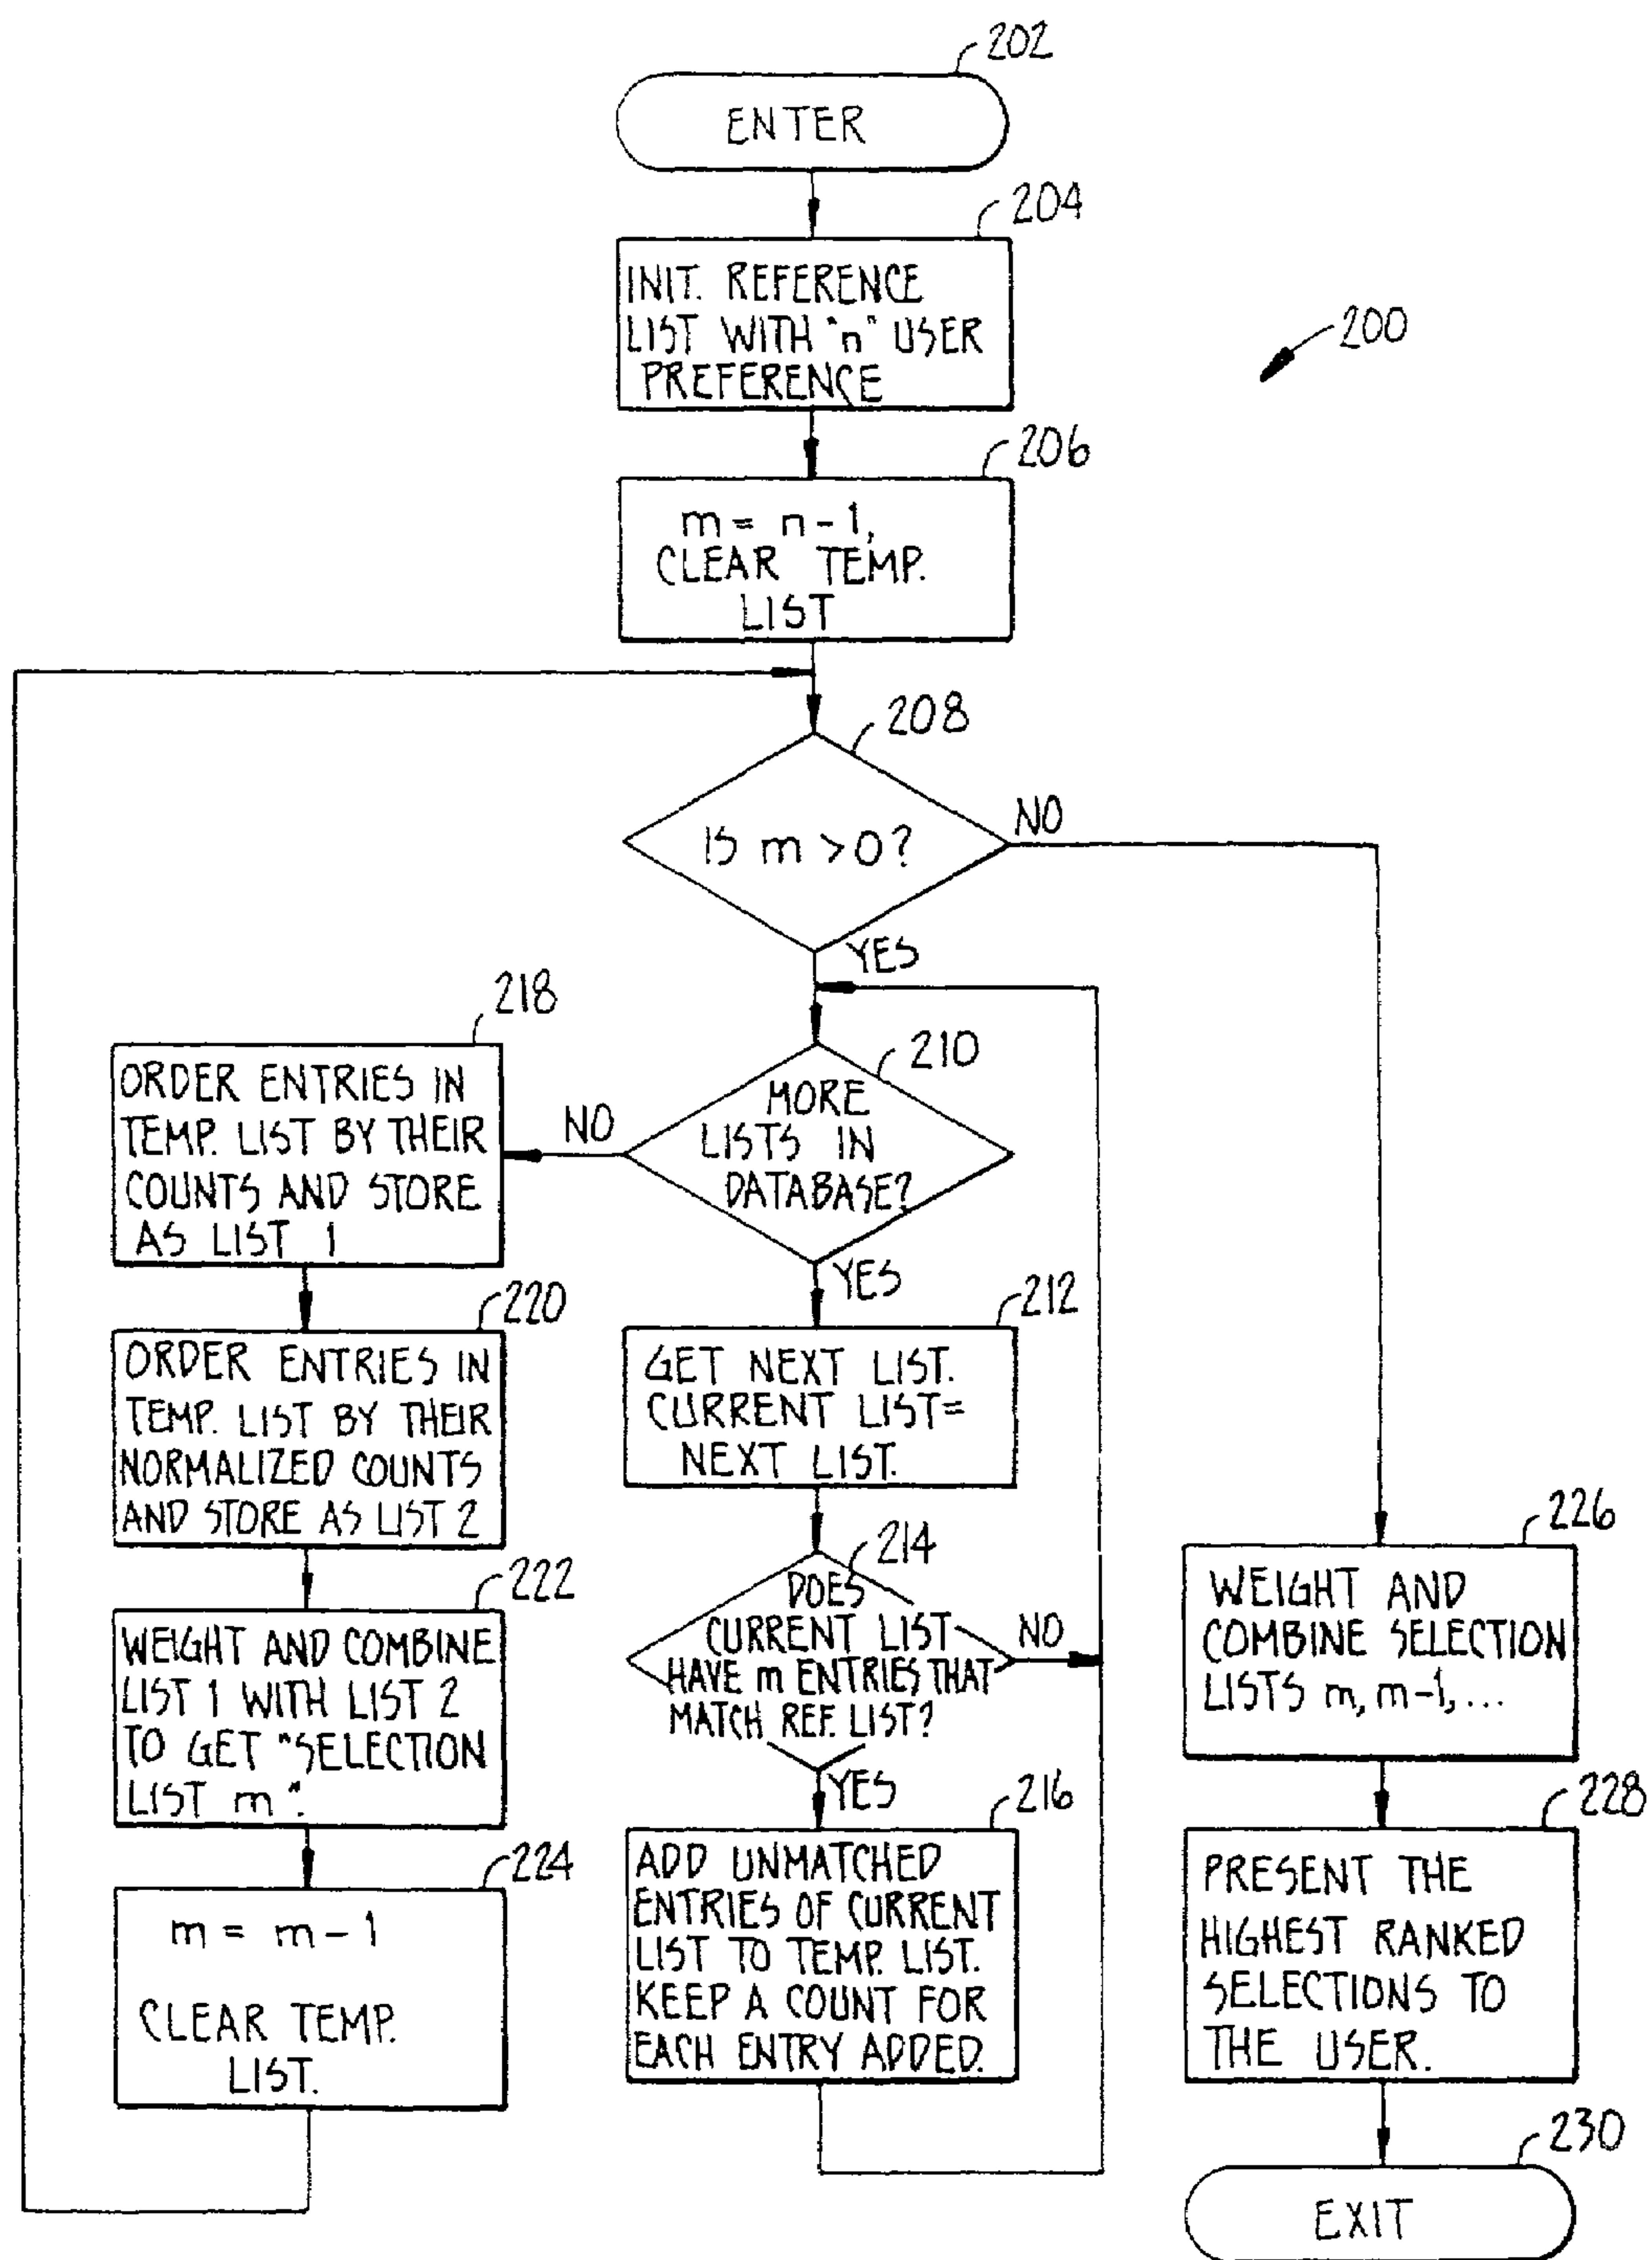 202
ENTER
204
INIT. REFERENCE
LIST WITH "n" USER
PREFERENCE
200
206
m = n-1,
CLEAR TEMP.
LIST
208
IS m >0?
NO
YES
218
ORDER ENTRIES IN
TEMP. LIST BY THEIR
COUNTS AND STORE
AS LIST 1
NO
210
MORE
LISTS IN
DATABASE?
YES
220
ORDER ENTRIES IN
TEMP. LIST BY THEIR
NORMALIZED COUNTS
AND STORE AS LIST 2
212
GET NEXT LIST.
CURRENT LIST=
NEXT LIST.
222
WEIGHT AND COMBINE
LIST 1 WITH LIST 2
TO GET "SELECTION
LIST m".
214
DOES
CURRENT LIST
HAVE m ENTRIES THAT
MATCH REF. LIST?
NO
YES
226
WEIGHT AND
COMBINE SELECTION
LISTS m, m-1, ...
224
m = m-1
CLEAR TEMP.
LIST.
216
ADD UNMATCHED
ENTRIES OF CURRENT
LIST TO TEMP. LIST.
KEEP A COUNT FOR
EACH ENTRY ADDED.
228
PRESENT THE
HIGHEST RANKED
SELECTIONS TO
THE USER.
230
EXIT